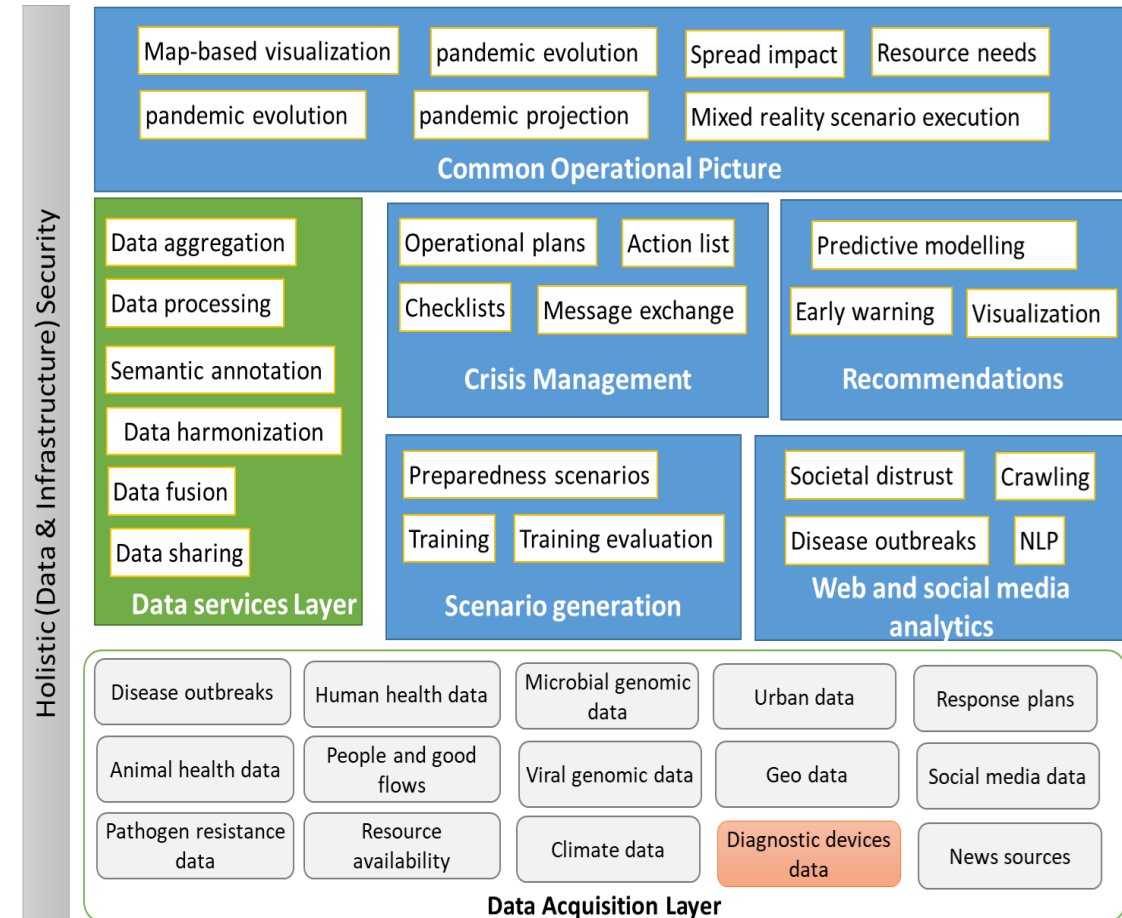 Holistic (Data & Infrastructure) Security
Map-based visualization
pandemic evolution
Spread impact
Resource needs
pandemic evolution
pandemic projection
Mixed reality scenario execution
Common Operational Picture
Data aggregation
Data processing
Semantic annotation
Data harmonization
Data fusion
Data sharing
Data services Layer
Operational plans
Action list
Checklists
Message exchange
Crisis Management
Predictive modelling
Early warning
Visualization
Recommendations
Preparedness scenarios
Training
Training evaluation
Scenario generation
Societal distrust
Crawling
Disease outbreaks
NLP
Web and social media
analytics
Disease outbreaks
Human health data
Microbial genomic
data
Urban data
Response plans
Animal health data
People and good
flows
Viral genomic data
Geo data
Social media data
Pathogen resistance
data
Resource
availability
Climate data
Diagnostic devices
data
News sources
Data Acquisition Layer